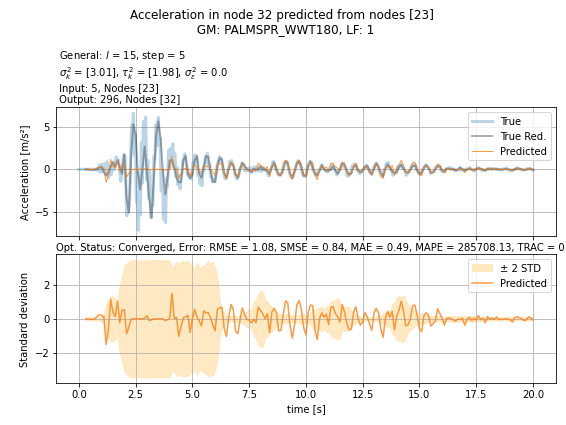 Acceleration in node 32 predicted from nodes [23]
GM: PALMSPR_WWT180, LF: 1
General: l = 15, step = 5
σ²ₖ = [3.01], τ²ₖ = [1.98], σ²ε = 0.0
Input: 5, Nodes [23]
Output: 296, Nodes [32]
Acceleration [m/s²]
5
0
−5
True
True Red.
Predicted
Opt. Status: Converged, Error: RMSE = 1.08, SMSE = 0.84, MAE = 0.49, MAPE = 285708.13, TRAC = 0
Standard deviation
2
0
−2
± 2 STD
Predicted
0.0 2.5 5.0 7.5 10.0 12.5 15.0 17.5 20.0
time [s]